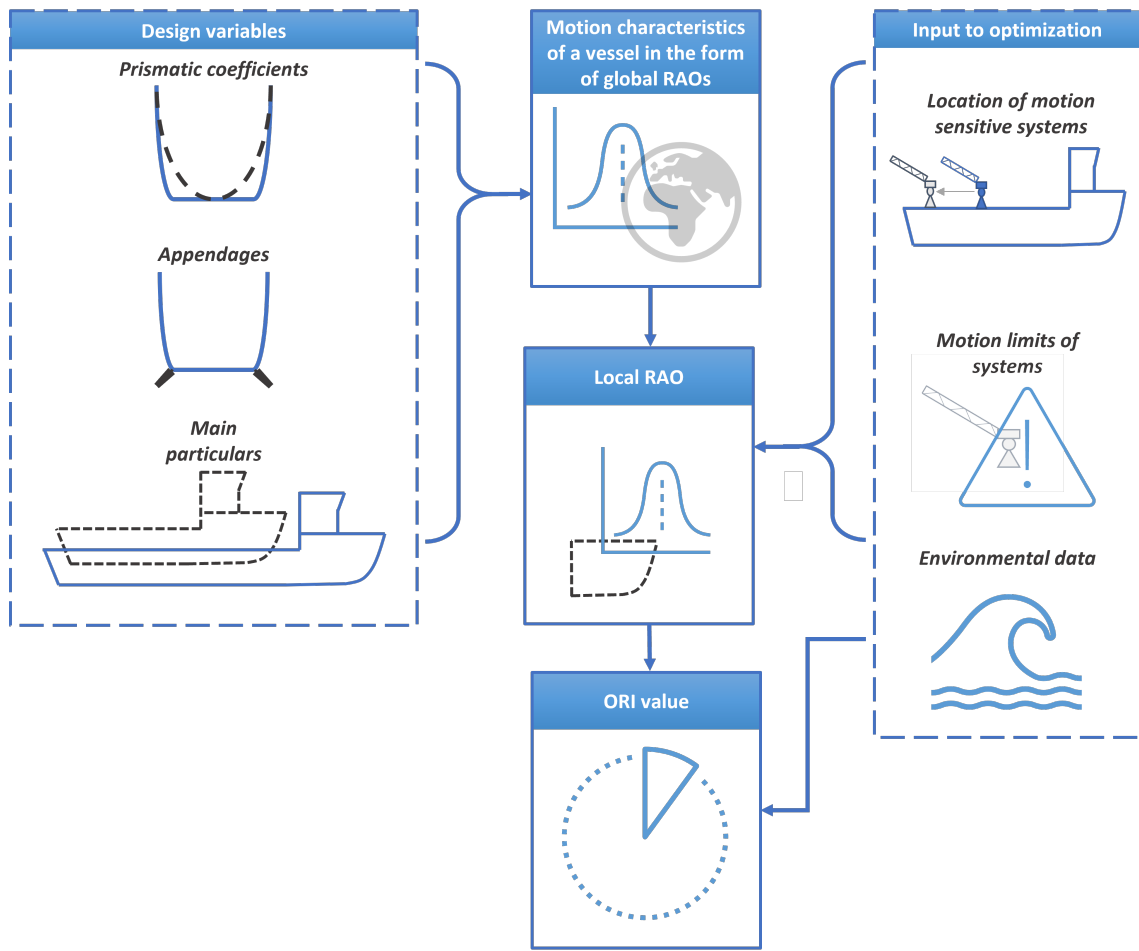 Design variables
Prismatic coefficients
Appendages
Main
particulars
Motion characteristics
of a vessel in the form
of global RAOs
Local RAO
ORI value
Input to optimization
Location of motion
sensitive systems
Motion limits of
systems
Environmental data